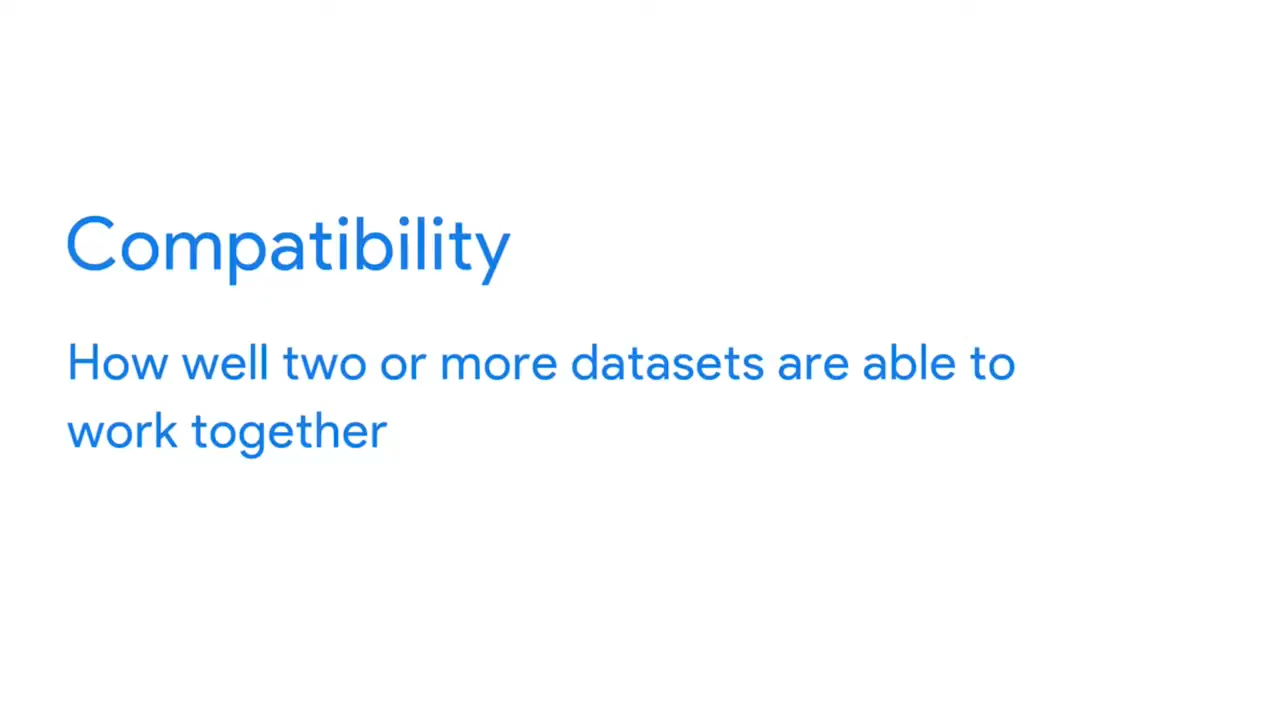 Compatibility
How well two or more datasets are able to
work together